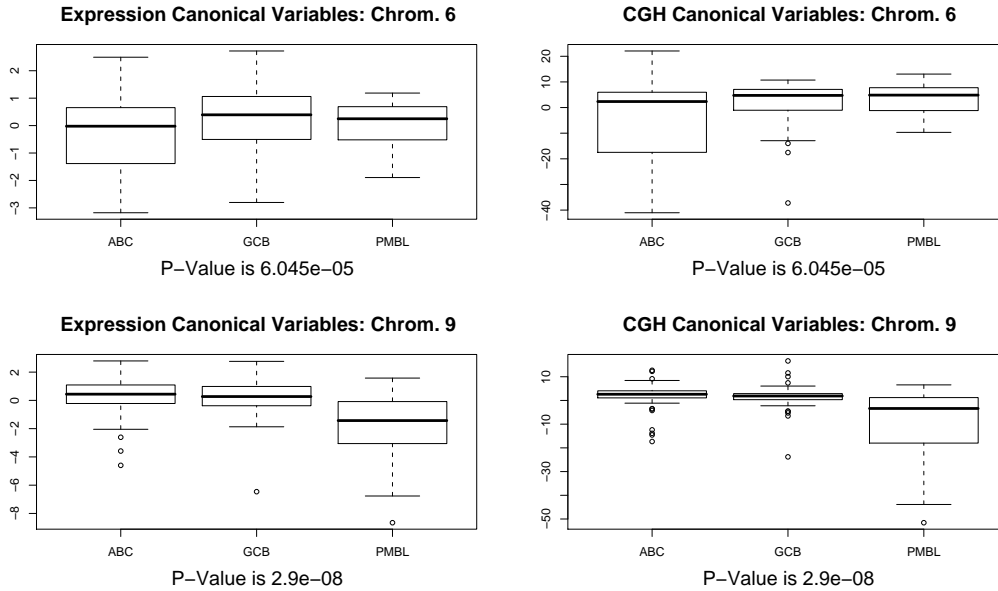 Expression Canonical Variables: Chrom. 6
2
1
0
−1
−2
−3
ABC GCB PMBL
P−Value is 6.045e−05
CGH Canonical Variables: Chrom. 6
20
10
0
−20
−40
ABC GCB PMBL
P−Value is 6.045e−05
Expression Canonical Variables: Chrom. 9
2
0
−2
−4
−6
−8
ABC GCB PMBL
P−Value is 2.9e−08
CGH Canonical Variables: Chrom. 9
10
−10
−30
−50
ABC GCB PMBL
P−Value is 2.9e−08